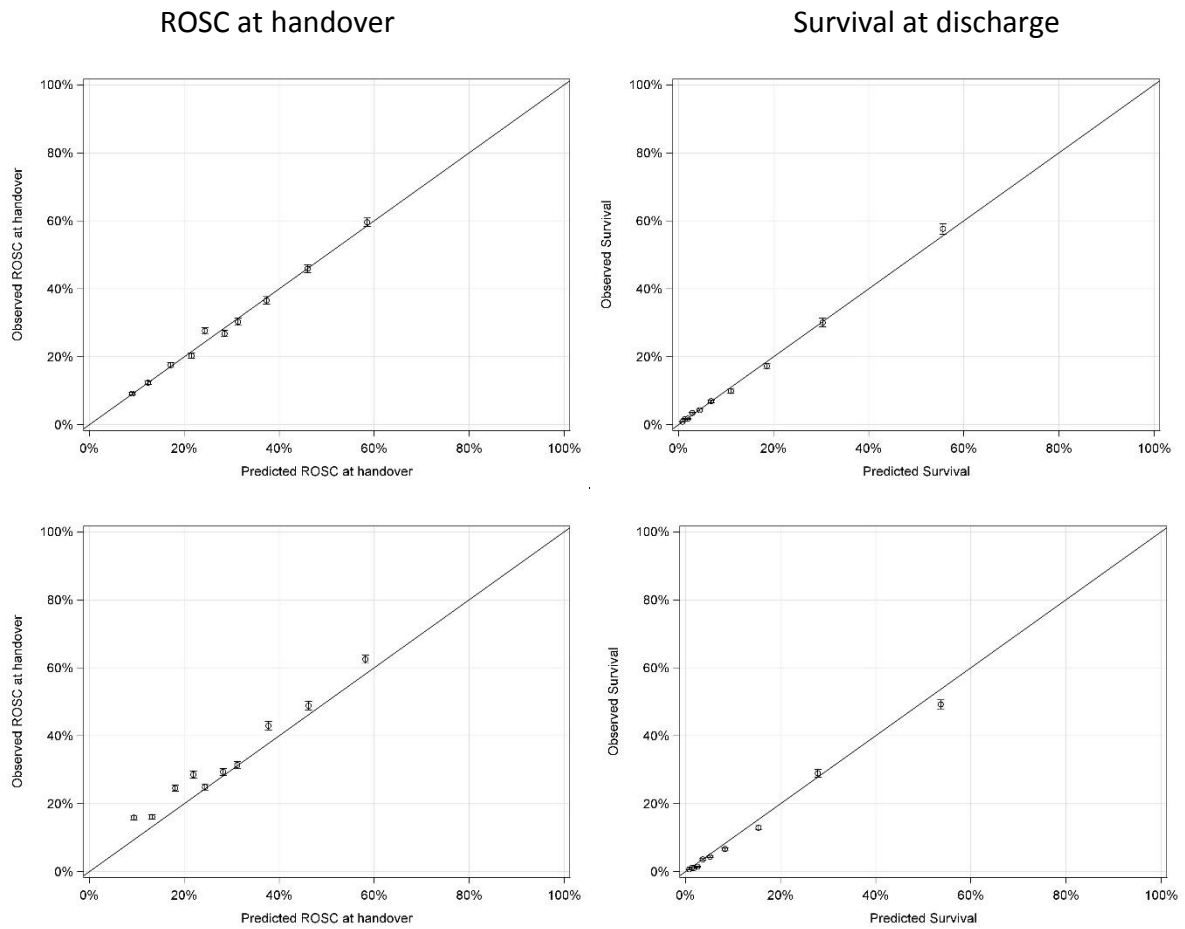 ROSC at handover
Survival at discharge
100%
80%
60%
40%
20%
0%
Observed ROSC at handover
0% 20% 40% 60% 80% 100%
Predicted ROSC at handover
100%
80%
60%
40%
20%
0%
Observed Survival
0% 20% 40% 60% 80% 100%
Predicted Survival
100%
80%
60%
40%
20%
0%
Observed ROSC at handover
0% 20% 40% 60% 80% 100%
Predicted ROSC at handover
100%
80%
60%
40%
20%
0%
Observed Survival
0% 20% 40% 60% 80% 100%
Predicted Survival